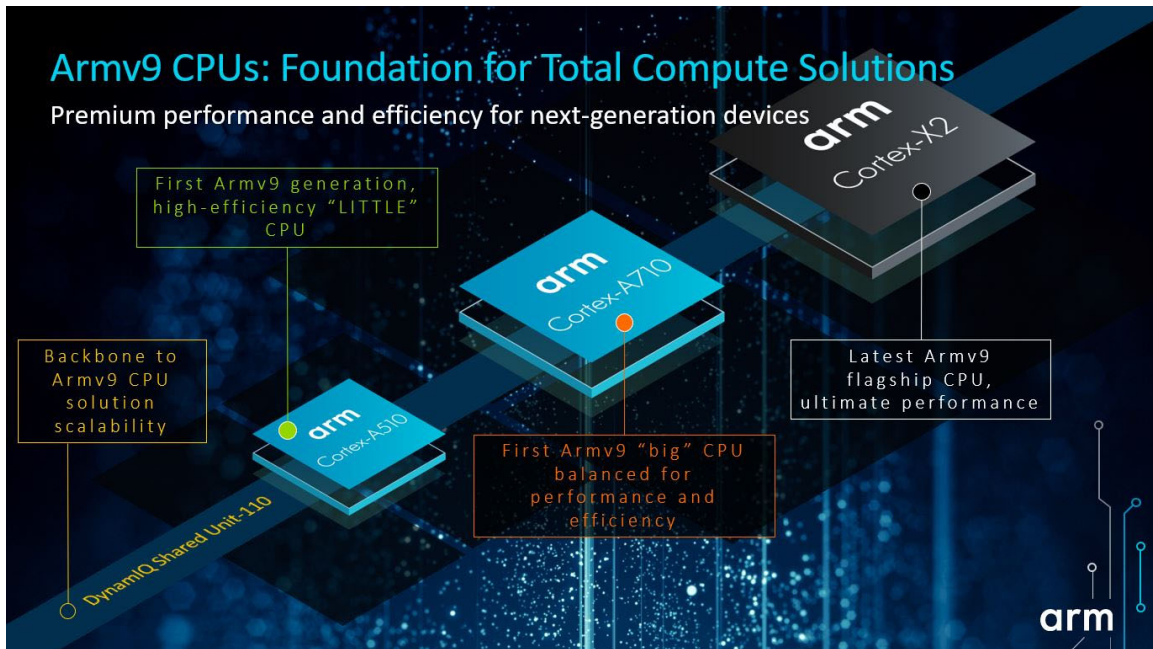 Armv9 CPUs: Foundation for Total Compute Solutions
Premium performance and efficiency for next-generation devices
arm
Cortex-X2
First Armv9 generation,
high-efficiency “LITTLE”
CPU
arm
Cortex-A710
Backbone to
Armv9 CPU
solution
scalability
Latest Armv9
flagship CPU,
ultimate performance
arm
Cortex-A510
First Armv9 “big” CPU
balanced for
performance and
efficiency
DynamIQ Shared Unit-110
arm